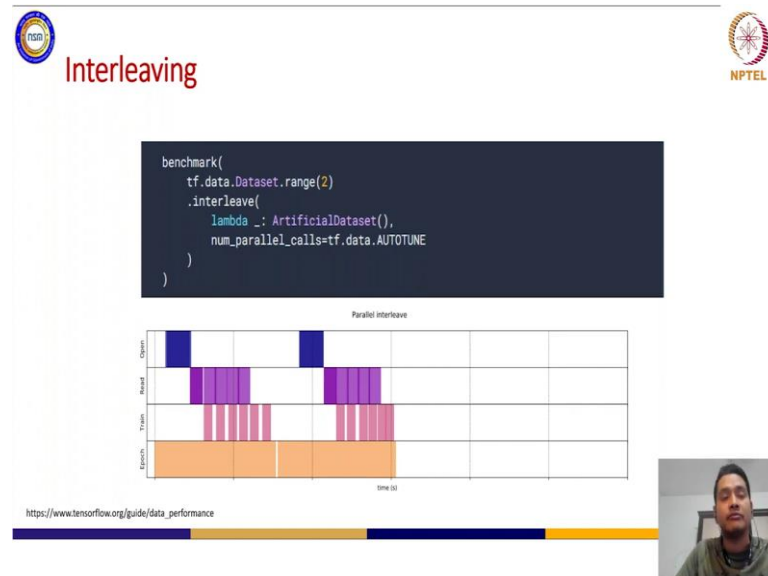 nsm
NPTEL
Interleaving
benchmark(
tf.data.Dataset.range(2)
.interleave(
lambda _: ArtificialDataset(),
num_parallel_calls=tf.data.AUTOTUNE
)
)
Parallel interleave
Open
Read
Train
Epoch
time (s)
https://www.tensorflow.org/guide/data_performance